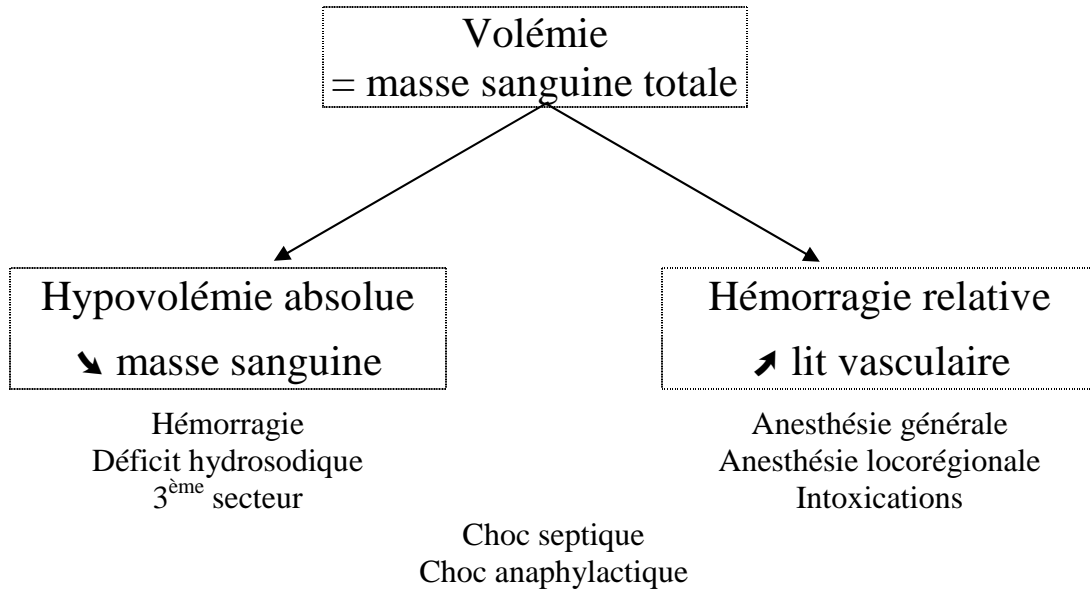 Volémie
= masse sanguine totale
Hypovolémie absolue
➘ masse sanguine
Hémorragie relative
➚ lit vasculaire
Hémorragie
Déficit hydrosodique
3ème secteur
Anesthésie générale
Anesthésie locorégionale
Intoxications
Choc septique
Choc anaphylactique